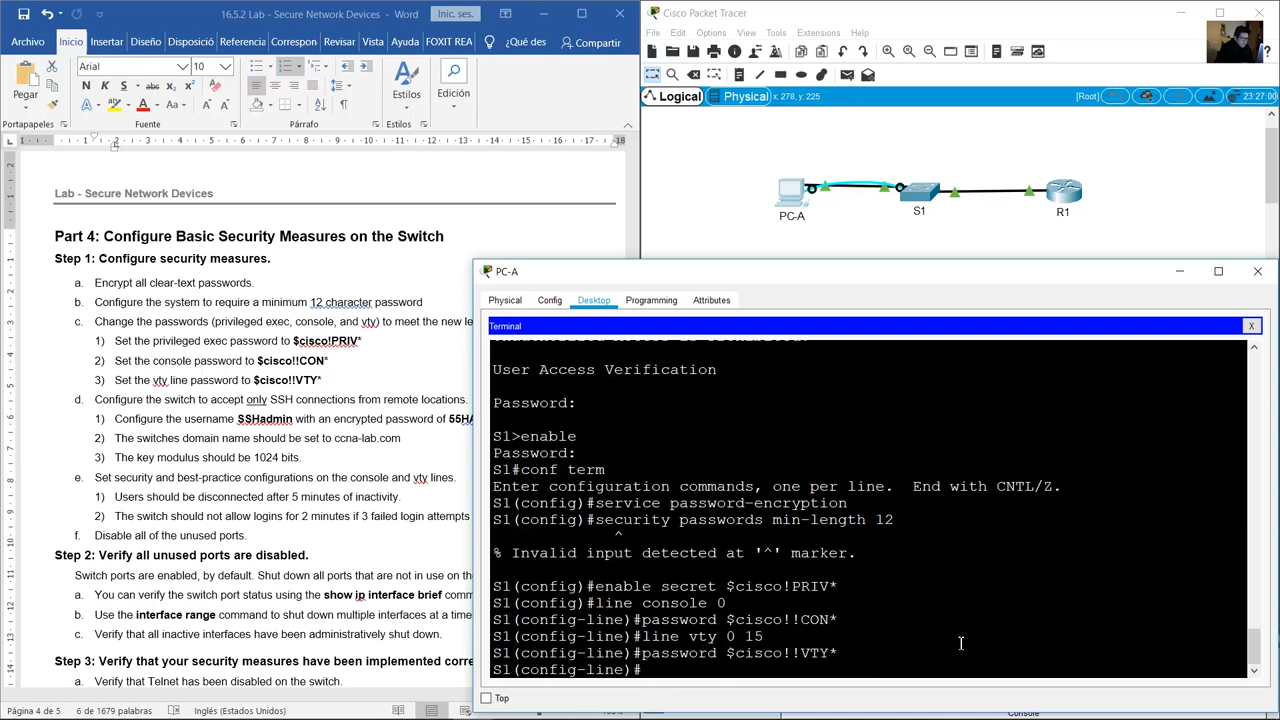 16.5.2 Lab - Secure Network Devices - Word
Inic. ses.
Archivo Inicio Insertar Diseño Disposició Referencia Correspon Revisar Vista Ayuda FOXIT REA ¿Qué des Compartir
Pegar
Arial 10
N K S
Estilos
Edición
Portapapeles Fuente Párrafo Estilos
Lab - Secure Network Devices
Part 4: Configure Basic Security Measures on the Switch
Step 1: Configure security measures.
a. Encrypt all clear-text passwords.
b. Configure the system to require a minimum 12 character password
c. Change the passwords (privileged exec, console, and vty) to meet the new le
1) Set the privileged exec password to $cisco!PRIV*
2) Set the console password to $cisco!!CON*
3) Set the vty line password to $cisco!!VTY*
d. Configure the switch to accept only SSH connections from remote locations.
1) Configure the username SSHadmin with an encrypted password of 55HA
2) The switches domain name should be set to ccna-lab.com
3) The key modulus should be 1024 bits.
e. Set security and best-practice configurations on the console and vty lines.
1) Users should be disconnected after 5 minutes of inactivity.
2) The switch should not allow logins for 2 minutes if 3 failed login attempts
f. Disable all of the unused ports.
Step 2: Verify all unused ports are disabled.
Switch ports are enabled, by default. Shut down all ports that are not in use on the
a. You can verify the switch port status using the show ip interface brief comm
b. Use the interface range command to shut down multiple interfaces at a time
c. Verify that all inactive interfaces have been administratively shut down.
Step 3: Verify that your security measures have been implemented corre
a. Verify that Telnet has been disabled on the switch.
Página 4 de 5 6 de 1679 palabras Inglés (Estados Unidos)
Cisco Packet Tracer
File Edit Options View Tools Extensions Help
Logical Physical x: 278, y: 225 [Root] 23:27:00
PC-A S1 R1
PC-A
Physical Config Desktop Programming Attributes
Terminal X
User Access Verification
Password:
S1>enable
Password:
S1#conf term
Enter configuration commands, one per line. End with CNTL/Z.
S1(config)#service password-encryption
S1(config)#security passwords min-length 12
^
% Invalid input detected at '^' marker.
S1(config)#enable secret $cisco!PRIV*
S1(config)#line console 0
S1(config-line)#password $cisco!!CON*
S1(config-line)#line vty 0 15
S1(config-line)#password $cisco!!VTY*
S1(config-line)#
Top
Console